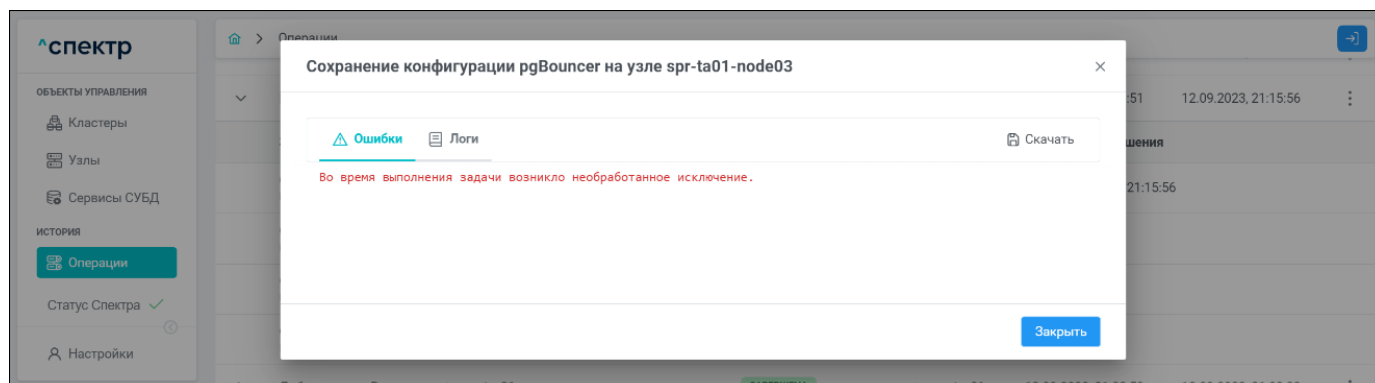 ^спектр
Операции
Сохранение конфигурации pgBouncer на узле spr-ta01-node03
ОБЪЕКТЫ УПРАВЛЕНИЯ
:51 12.09.2023, 21:15:56
Кластеры
Ошибки Логи Скачать
шения
Узлы
Во время выполнения задачи возникло необработанное исключение.
21:15:56
Сервисы СУБД
ИСТОРИЯ
Операции
Статус Спектра
Закрыть
Настройки